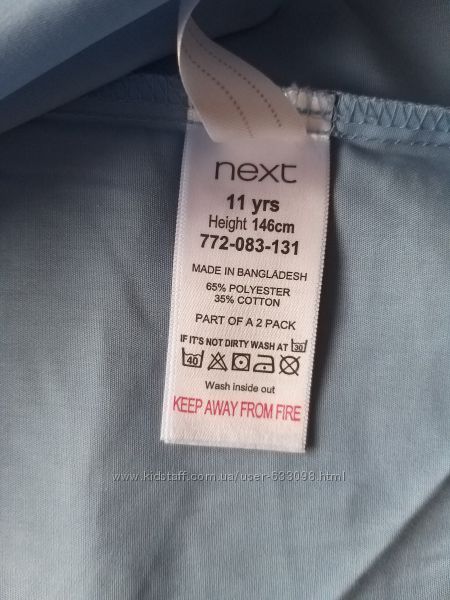 next
11 yrs
Height 146cm
772-083-131
MADE IN BANGLADESH
65% POLYESTER
35% COTTON
PART OF A 2 PACK
IF IT'S NOT DIRTY WASH AT 30
40
Wash inside out
KEEP AWAY FROM FIRE
www.kidstaff.com.ua/user-533098.html